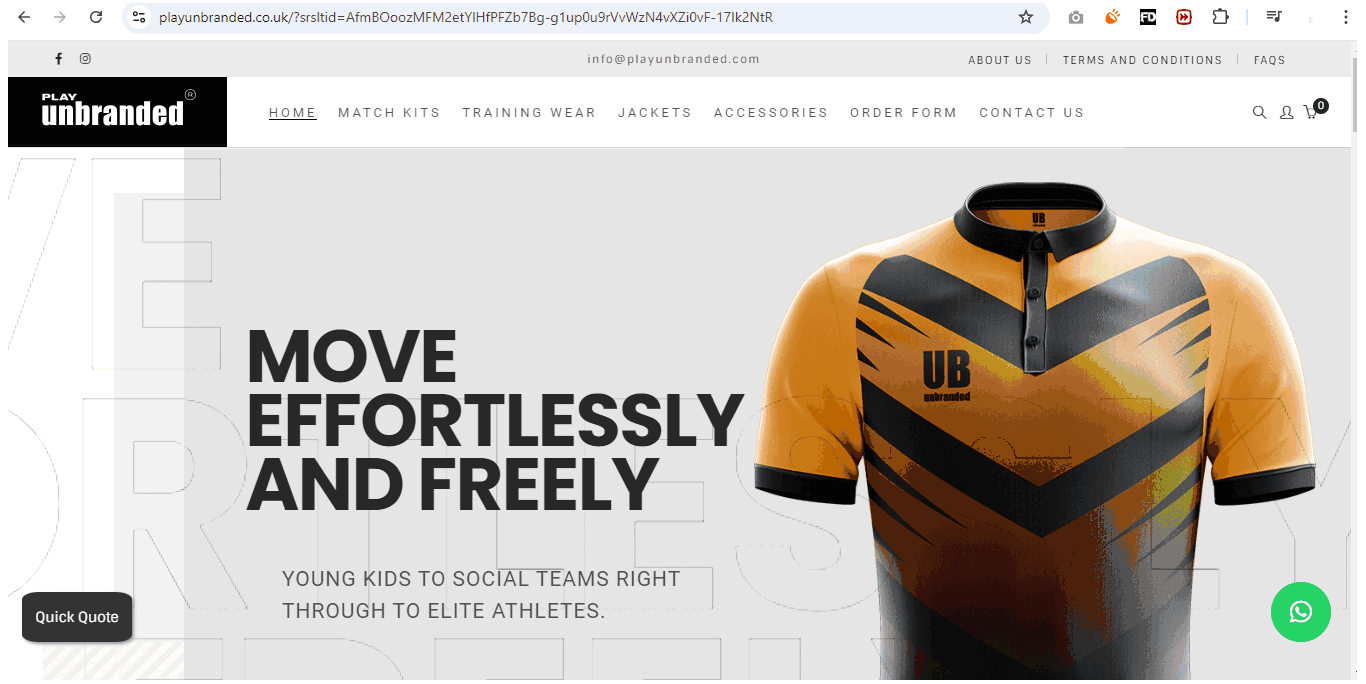 playunbranded.co.uk/?srsltid=AfmBOoozMFM2etYlHfPFZb7Bg-g1up0u9rVvWzN4vXZi0vF-17Ik2NtR
FD
info@playunbranded.com
ABOUT US
TERMS AND CONDITIONS
FAQS
PLAY
unbranded®
HOME
MATCH KITS
TRAINING WEAR
JACKETS
ACCESSORIES
ORDER FORM
CONTACT US
0
UB
MOVE
EFFORTLESSLY
AND FREELY
UB
unbranded
YOUNG KIDS TO SOCIAL TEAMS RIGHT
THROUGH TO ELITE ATHLETES.
Quick Quote